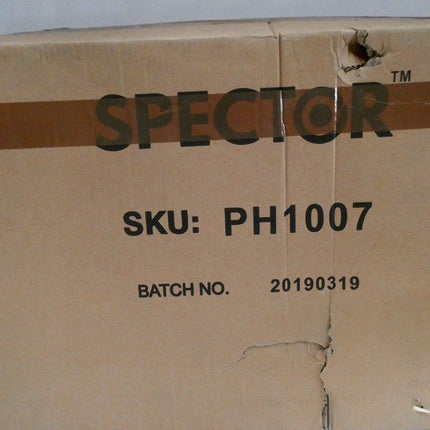 SPECTOR™
SKU: PH1007
BATCH NO. 20190319